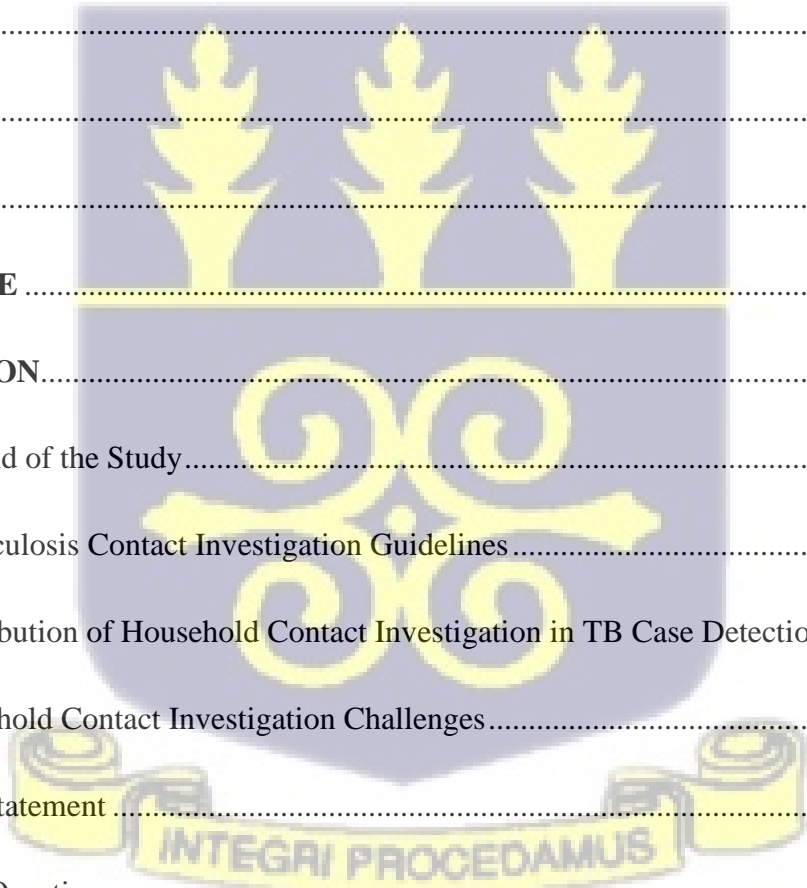 E
ON
d of the Study
culosis Contact Investigation Guidelines
bution of Household Contact Investigation in TB Case Detectio
hold Contact Investigation Challenges
tatement
INTEGRI PROCEDAMUS